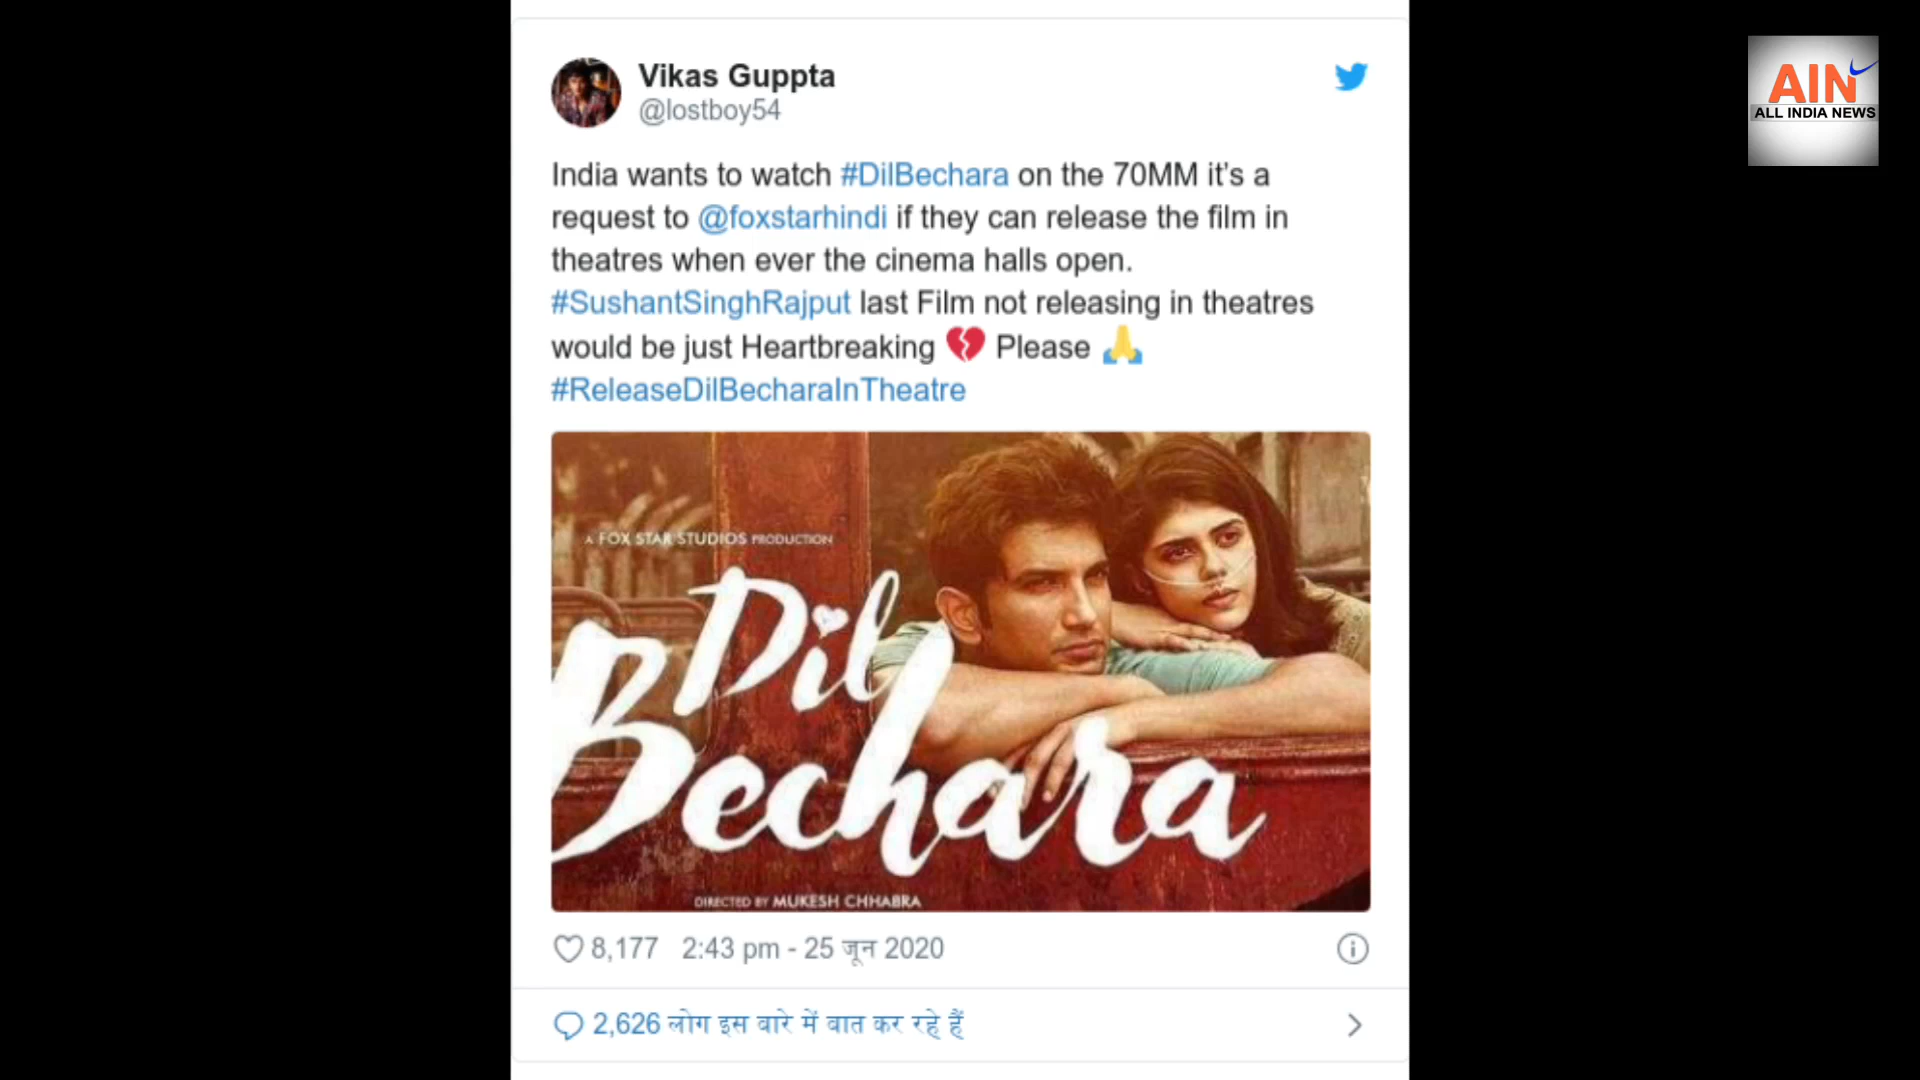 AIN
ALL INDIA NEWS
Vikas Guppta
@lostboy54
India wants to watch #DilBechara on the 70MM it's a
request to @foxstarhindi if they can release the film in
theatres when ever the cinema halls open.
#SushantSinghRajput last Film not releasing in theatres
would be just Heartbreaking 💔 Please 🙏
#ReleaseDilBecharaInTheatre
A FOX STAR STUDIOS PRODUCTION
Dil
Bechara
DIRECTED BY MUKESH CHHABRA
8,177 2:43 pm - 25 जून 2020
2,626 लोग इस बारे में बात कर रहे हैं